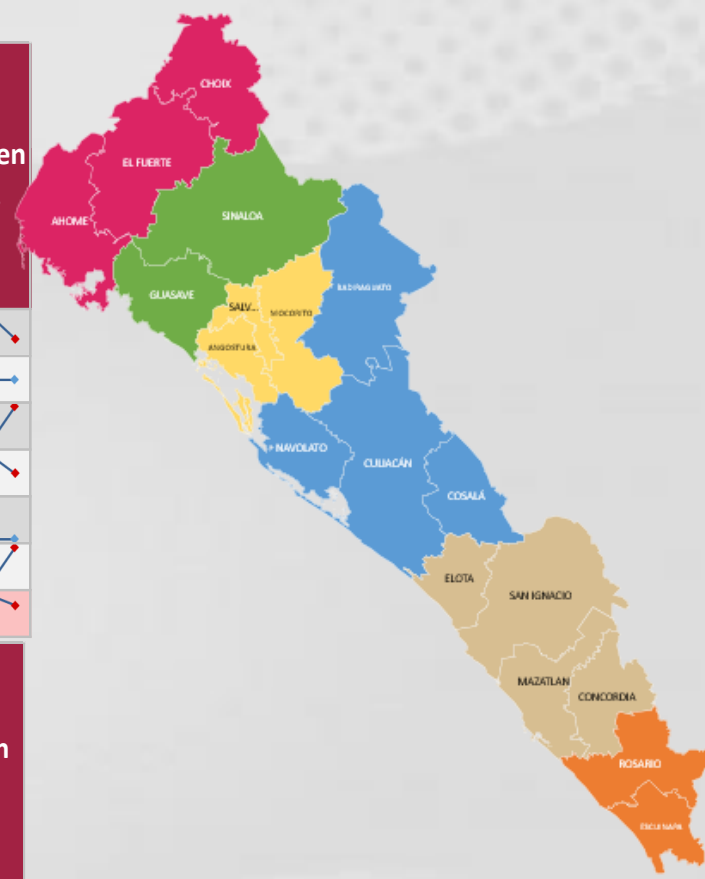 en
CHOIX
EL FUERTE
AHOME
SINALOA
GUASAVE
SALV...
MOCORITO
BADIRAGUATO
ANGOSTURA
NAVOLATO
CULIACÁN
COSALÁ
ELOTA
SAN IGNACIO
MAZATLAN
CONCORDIA
n
ROSARIO
ESCUINAPA